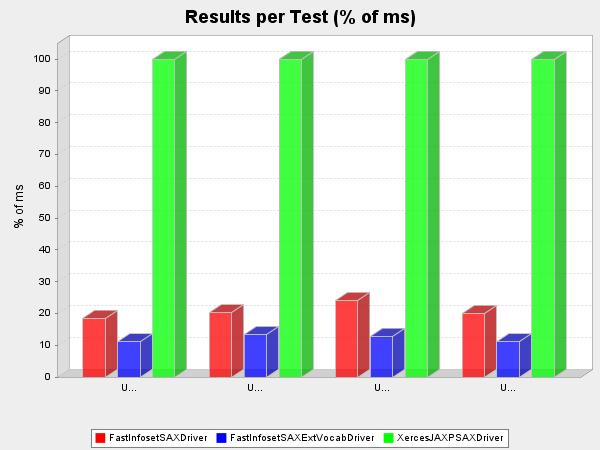 Results per Test (% of ms)
100
90
80
70
60
50
40
30
20
10
0
% of ms
U... U... U... U...
FastInfosetSAXDriver FastInfosetSAXExtVocabDriver XercesJAXPSAXDriver